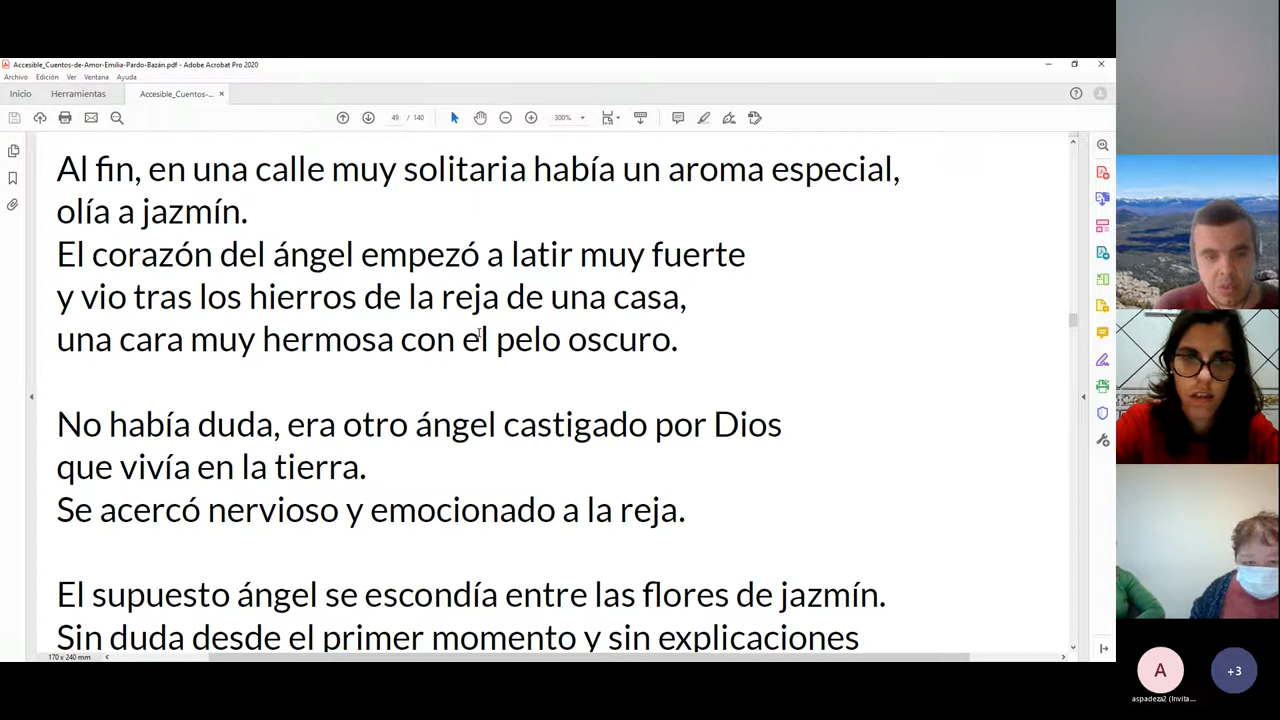 Accesible_Cuentos-de-Amor-Emilia-Pardo-Bazán.pdf - Adobe Acrobat Pro 2020
Archivo Edición Ver Ventana Ayuda
Inicio Herramientas Accesible_Cuentos-... ×
49 / 140 300%
Al fin, en una calle muy solitaria había un aroma especial,
olía a jazmín.
El corazón del ángel empezó a latir muy fuerte
y vio tras los hierros de la reja de una casa,
una cara muy hermosa con el pelo oscuro.
No había duda, era otro ángel castigado por Dios
que vivía en la tierra.
Se acercó nervioso y emocionado a la reja.
El supuesto ángel se escondía entre las flores de jazmín.
Sin duda desde el primer momento y sin explicaciones
170 x 240 mm
A
+3
aspadeza2 (Invita...